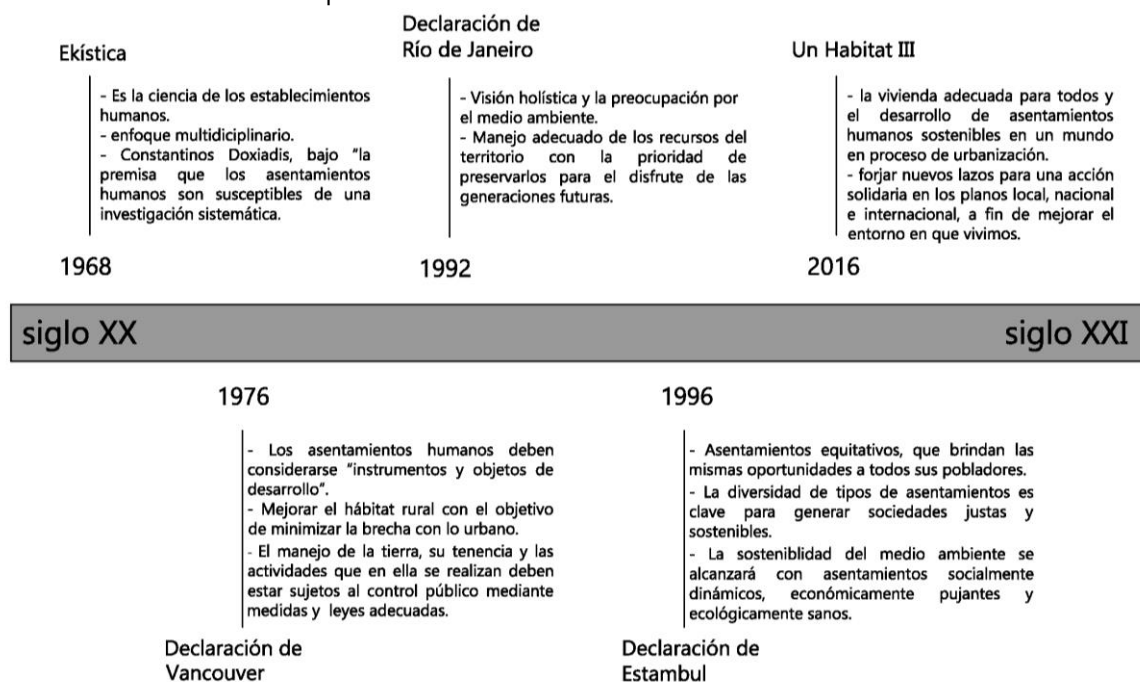 Ekística
- Es la ciencia de los establecimientos
humanos.
- enfoque multidiciplinario.
- Constantinos Doxiadis, bajo "la
premisa que los asentamientos
humanos son susceptibles de una
investigación sistemática.
1968
Declaración de
Río de Janeiro
- Visión holística y la preocupación por
el medio ambiente.
- Manejo adecuado de los recursos del
territorio con la prioridad de
preservarlos para el disfrute de las
generaciones futuras.
1992
Un Habitat III
- la vivienda adecuada para todos y
el desarrollo de asentamientos
humanos sostenibles en un mundo
en proceso de urbanización.
- forjar nuevos lazos para una acción
solidaria en los planos local, nacional
e internacional, a fin de mejorar el
entorno en que vivimos.
2016
siglo XX
siglo XXI
1976
- Los asentamientos humanos deben
considerarse "instrumentos y objetos de
desarrollo".
- Mejorar el hábitat rural con el objetivo
de minimizar la brecha con lo urbano.
- El manejo de la tierra, su tenencia y las
actividades que en ella se realizan deben
estar sujetos al control público mediante
medidas y leyes adecuadas.
Declaración de
Vancouver
1996
- Asentamientos equitativos, que brindan las
mismas oportunidades a todos sus pobladores.
- La diversidad de tipos de asentamientos es
clave para generar sociedades justas y
sostenibles.
- La sosteniblidad del medio ambiente se
alcanzará con asentamientos socialmente
dinámicos, económicamente pujantes y
ecológicamente sanos.
Declaración de
Estambul